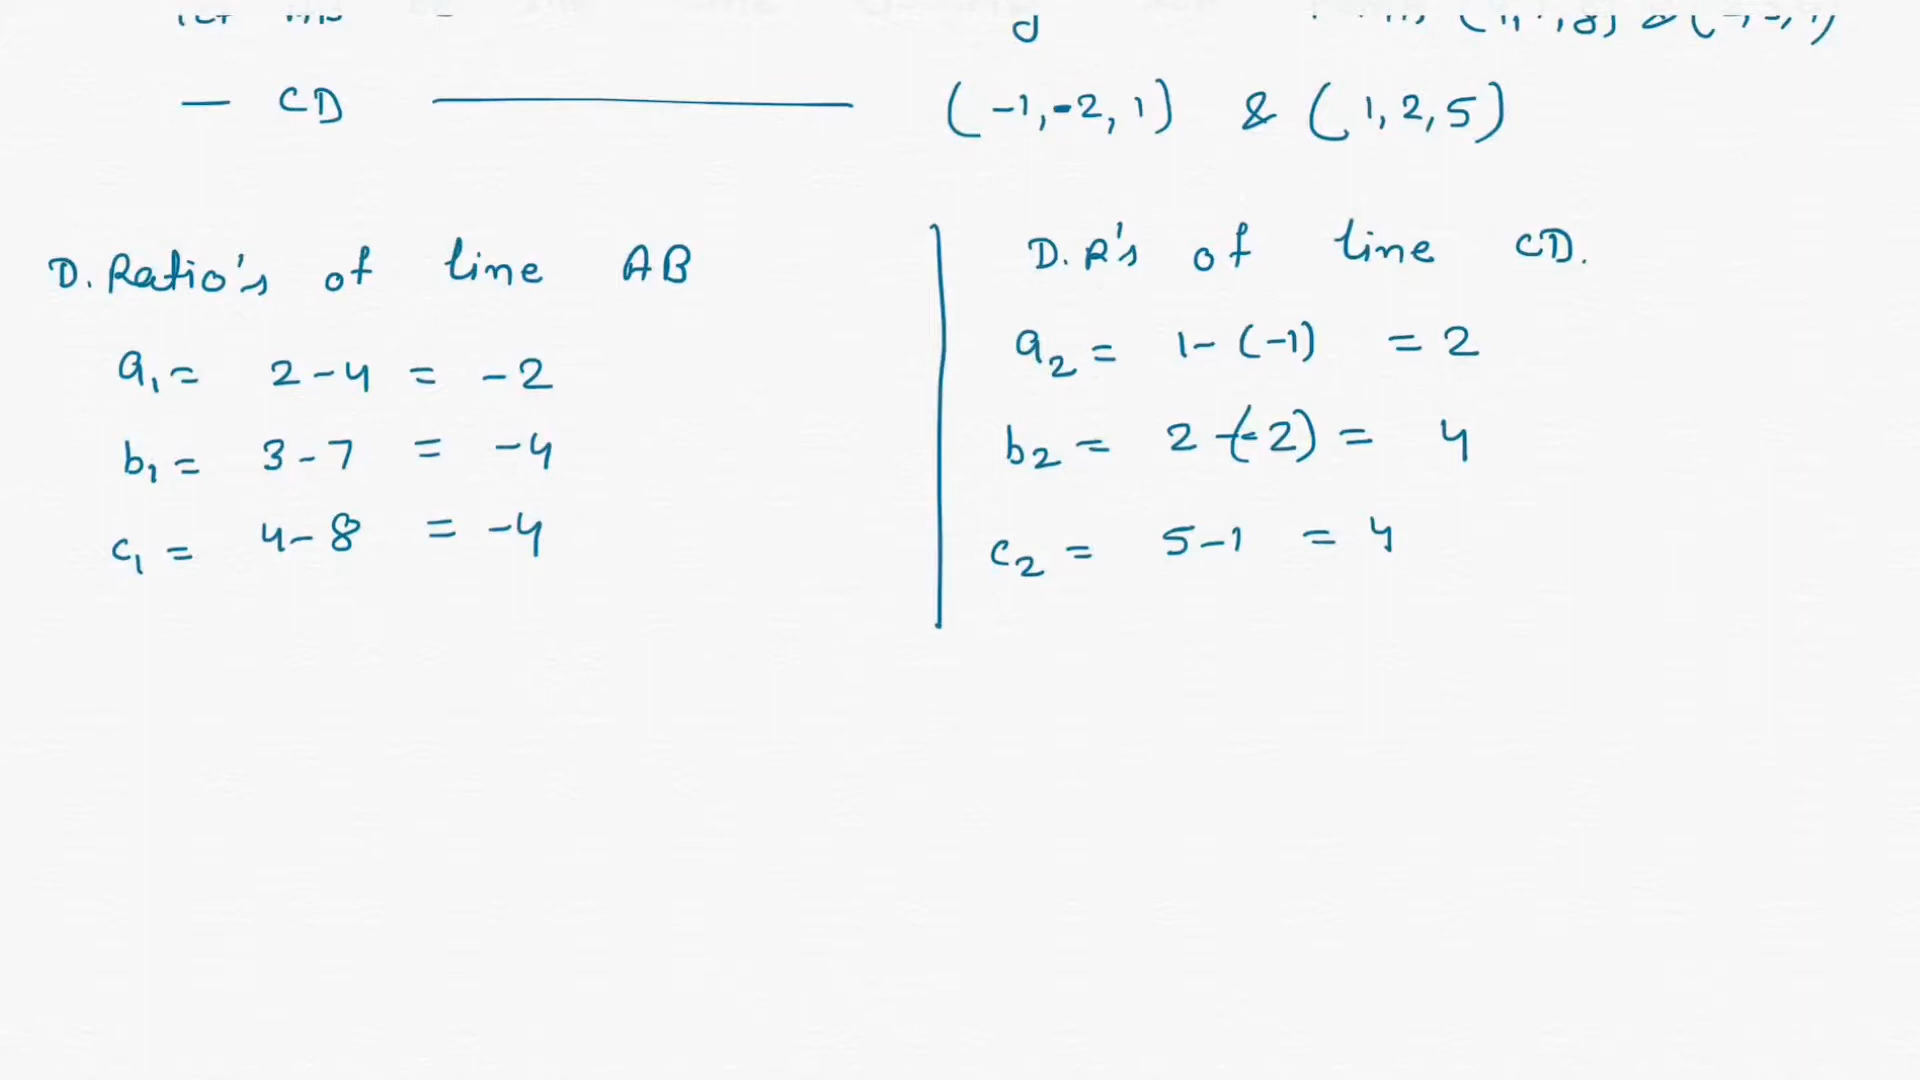 — CD ——— (-1,-2,1) & (1,2,5)
D. Ratio's of line AB
a₁ = 2-4 = -2
b₁ = 3-7 = -4
c₁ = 4-8 = -4
D.R's of line CD.
a₂ = 1-(-1) = 2
b₂ = 2-(-2) = 4
c₂ = 5-1 = 4